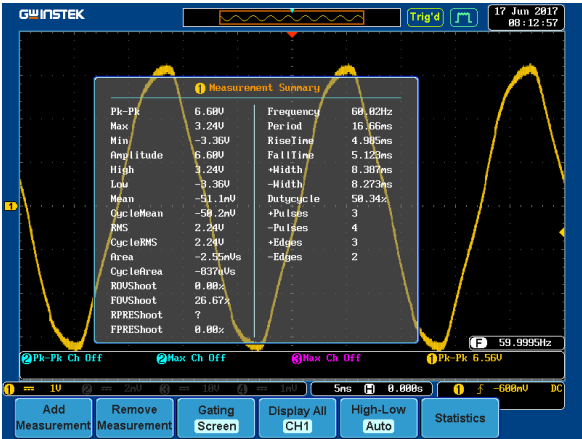 GWINSTEK
Trig'd
17 Jun 2017
08:12:57
1 Measurement Summary
Pk-Pk 6.60V Frequency 60.02Hz
Max 3.24V Period 16.66ms
Min -3.36V RiseTime 4.985ms
Amplitude 6.60V FallTime 5.123ms
High 3.24V +Width 8.387ms
Low -3.36V -Width 8.273ms
Mean -51.1mV Dutycycle 50.34%
CycleMean -50.2mV +Pulses 3
RMS 2.24V -Pulses 4
CycleRMS 2.24V +Edges 3
Area -2.55mVs -Edges 2
CycleArea -837uVs
ROVShoot 0.00%
FOVShoot 26.67%
RPREShoot ?
FPREShoot 0.00%
1
F 59.9995Hz
2 Pk-Pk Ch Off 2 Max Ch Off 3 Max Ch Off 1 Pk-Pk 6.56V
1 1V 2 2mV 3 10V 4 1mV 5ms H 0.000s 1 -600mV DC
Add Measurement
Remove Measurement
Gating
Screen
Display All
CH1
High-Low
Auto
Statistics